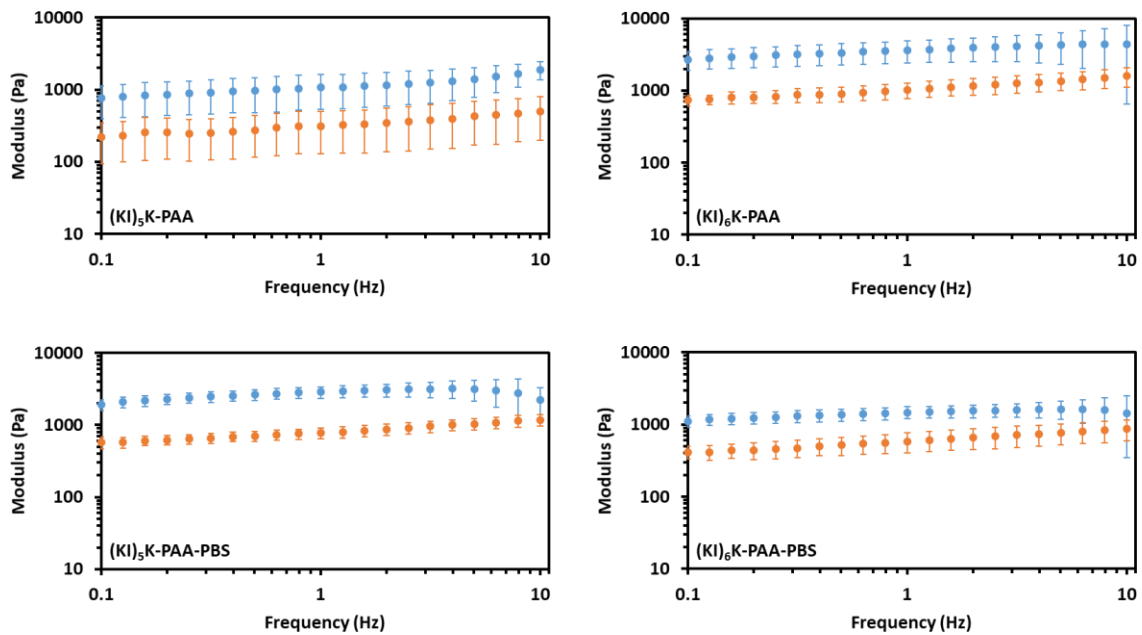 10000
1000
100
10
Modulus (Pa)
(KI)₅K-PAA
0.1 1 10
Frequency (Hz)
10000
1000
100
10
Modulus (Pa)
(KI)₆K-PAA
0.1 1 10
Frequency (Hz)
10000
1000
100
10
Modulus (Pa)
(KI)₅K-PAA-PBS
0.1 1 10
Frequency (Hz)
10000
1000
100
10
Modulus (Pa)
(KI)₆K-PAA-PBS
0.1 1 10
Frequency (Hz)